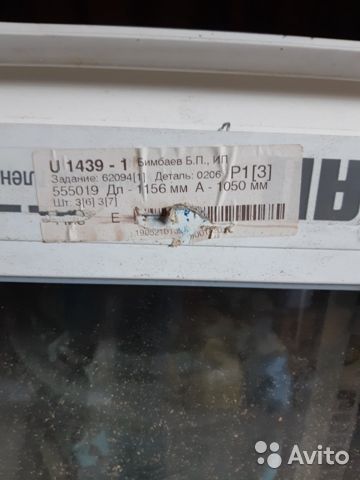 U 1439 - 1 Бимбаев Б.П., ИП
Задание: 62094[1] Деталь: 0206 Р1[3]
555019 Дл - 1156 мм А - 1050 мм
Шт. 3[6] 3[7]
Е
Avito